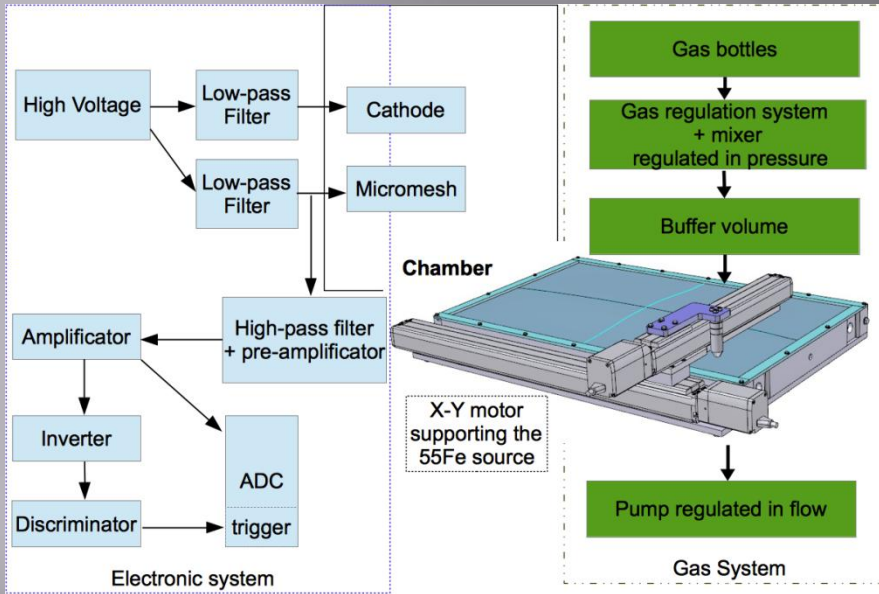 High Voltage
Low-pass
Filter
Cathode
Low-pass
Filter
Micromesh
High-pass filter
+ pre-amplificator
Amplificator
Inverter
Discriminator
ADC
trigger
Electronic system
Chamber
X-Y motor
supporting the
55Fe source
Gas bottles
Gas regulation system
+ mixer
regulated in pressure
Buffer volume
Pump regulated in flow
Gas System